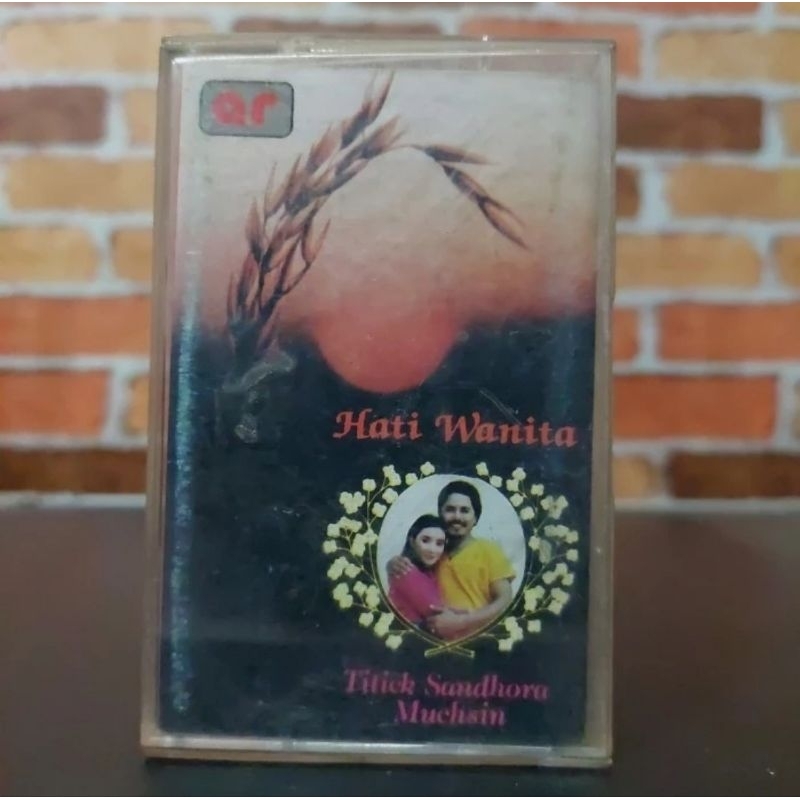 ar
Hati Wanita
Titiek Sandhora
Muchsin